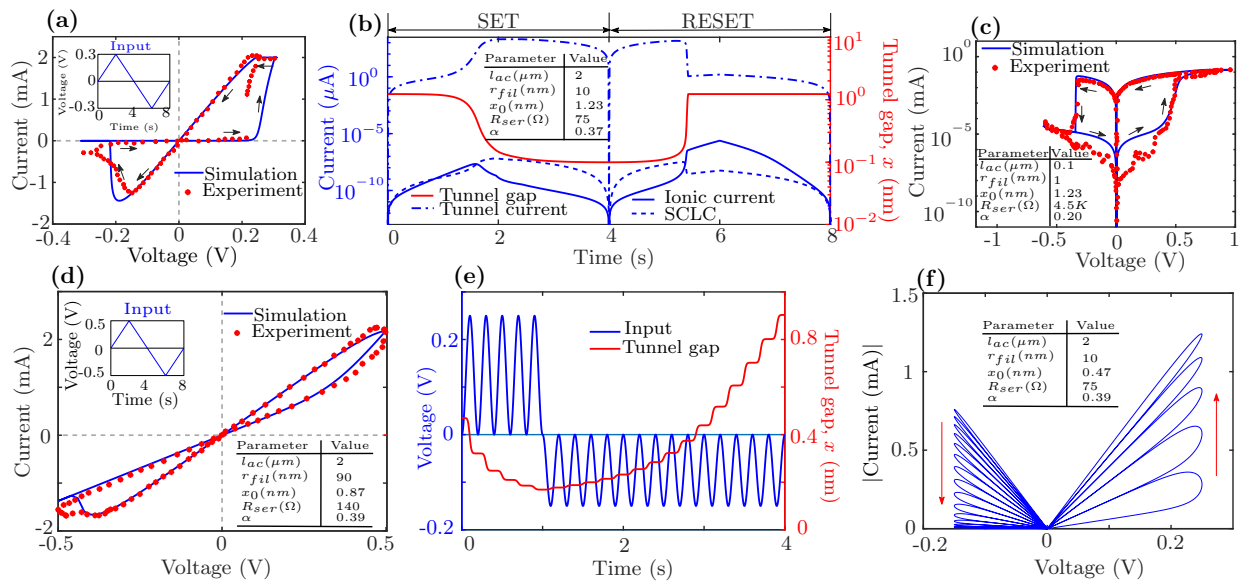 (a)
Current (mA)
2
1
0
-1
-2
-0.4
-0.2
0
0.2
0.4
Voltage (V)
Input
Voltage (V)
0.3
0
-0.3
0
4
8
Time (s)
Simulation
Experiment
(b)
SET
RESET
Current (μA)
10^0
10^-5
10^-10
Parameter Value
l_ac(μm) 2
r_fil(nm) 10
x_0(nm) 1.23
R_ser(Ω) 75
α 0.37
Tunnel gap
Tunnel current
Ionic current
SCLC
0
2
4
6
8
Time (s)
10^1
10^0
10^-1
10^-2
Tunnel gap, x (nm)
(c)
Current (mA)
10^0
10^-5
10^-10
Simulation
Experiment
Parameter Value
l_ac(μm) 0.1
r_fil(nm) 1
x_0(nm) 1.23
R_ser(Ω) 4.5K
α 0.20
-1
-0.5
0
0.5
1
Voltage (V)
(d)
Current (mA)
2
0
-2
-0.5
0
0.5
Voltage (V)
Input
Voltage (V)
0.5
0
-0.5
0
4
8
Time (s)
Simulation
Experiment
Parameter Value
l_ac(μm) 2
r_fil(nm) 90
x_0(nm) 0.87
R_ser(Ω) 140
α 0.39
(e)
Voltage (V)
0.2
0
-0.2
Input
Tunnel gap
0
1
2
3
4
Time (s)
0.8
0.4
0
Tunnel gap, x (nm)
(f)
|Current (mA)|
1.5
1
0.5
0
Parameter Value
l_ac(μm) 2
r_fil(nm) 10
x_0(nm) 0.47
R_ser(Ω) 75
α 0.39
-0.2
0
0.2
Voltage (V)